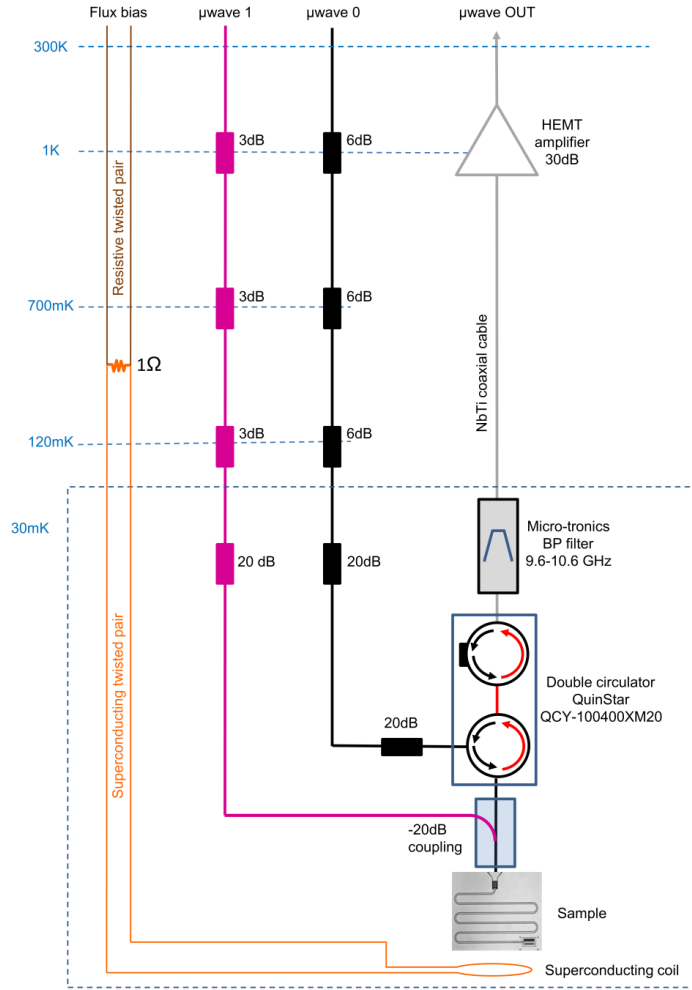 Flux bias
μwave 1
μwave 0
μwave OUT
300K
HEMT
amplifier
30dB
1K
3dB
6dB
Resistive twisted pair
700mK
3dB
6dB
1Ω
NbTi coaxial cable
120mK
3dB
6dB
30mK
Micro-tronics
BP filter
9.6-10.6 GHz
20 dB
20dB
Superconducting twisted pair
Double circulator
QuinStar
QCY-100400XM20
20dB
-20dB
coupling
Sample
Superconducting coil